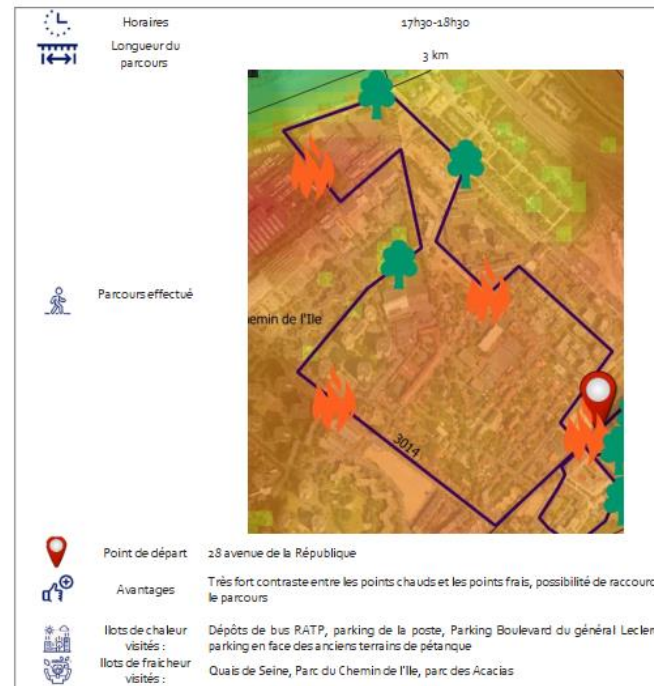 Horaires 17h30-18h30
Longueur du
parcours
3 km
emin de l'Ile
Parcours effectué
3014
Point de départ 28 avenue de la République
Avantages
Très fort contraste entre les points chauds et les points frais, possibilité de raccourc
le parcours
Ilots de chaleur
visités :
Dépôts de bus RATP, parking de la poste, Parking Boulevard du général Lecler
parking en face des anciens terrains de pétanque
Ilots de fraicheur
visités :
Quais de Seine, Parc du Chemin de l'Ile, parc des Acacias